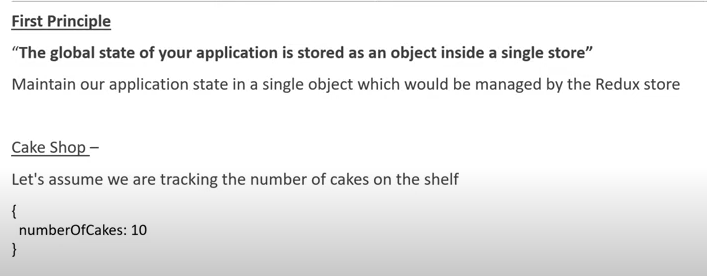 First Principle
“The global state of your application is stored as an object inside a single store”
Maintain our application state in a single object which would be managed by the Redux store
Cake Shop –
Let's assume we are tracking the number of cakes on the shelf
{
numberOfCakes: 10
}